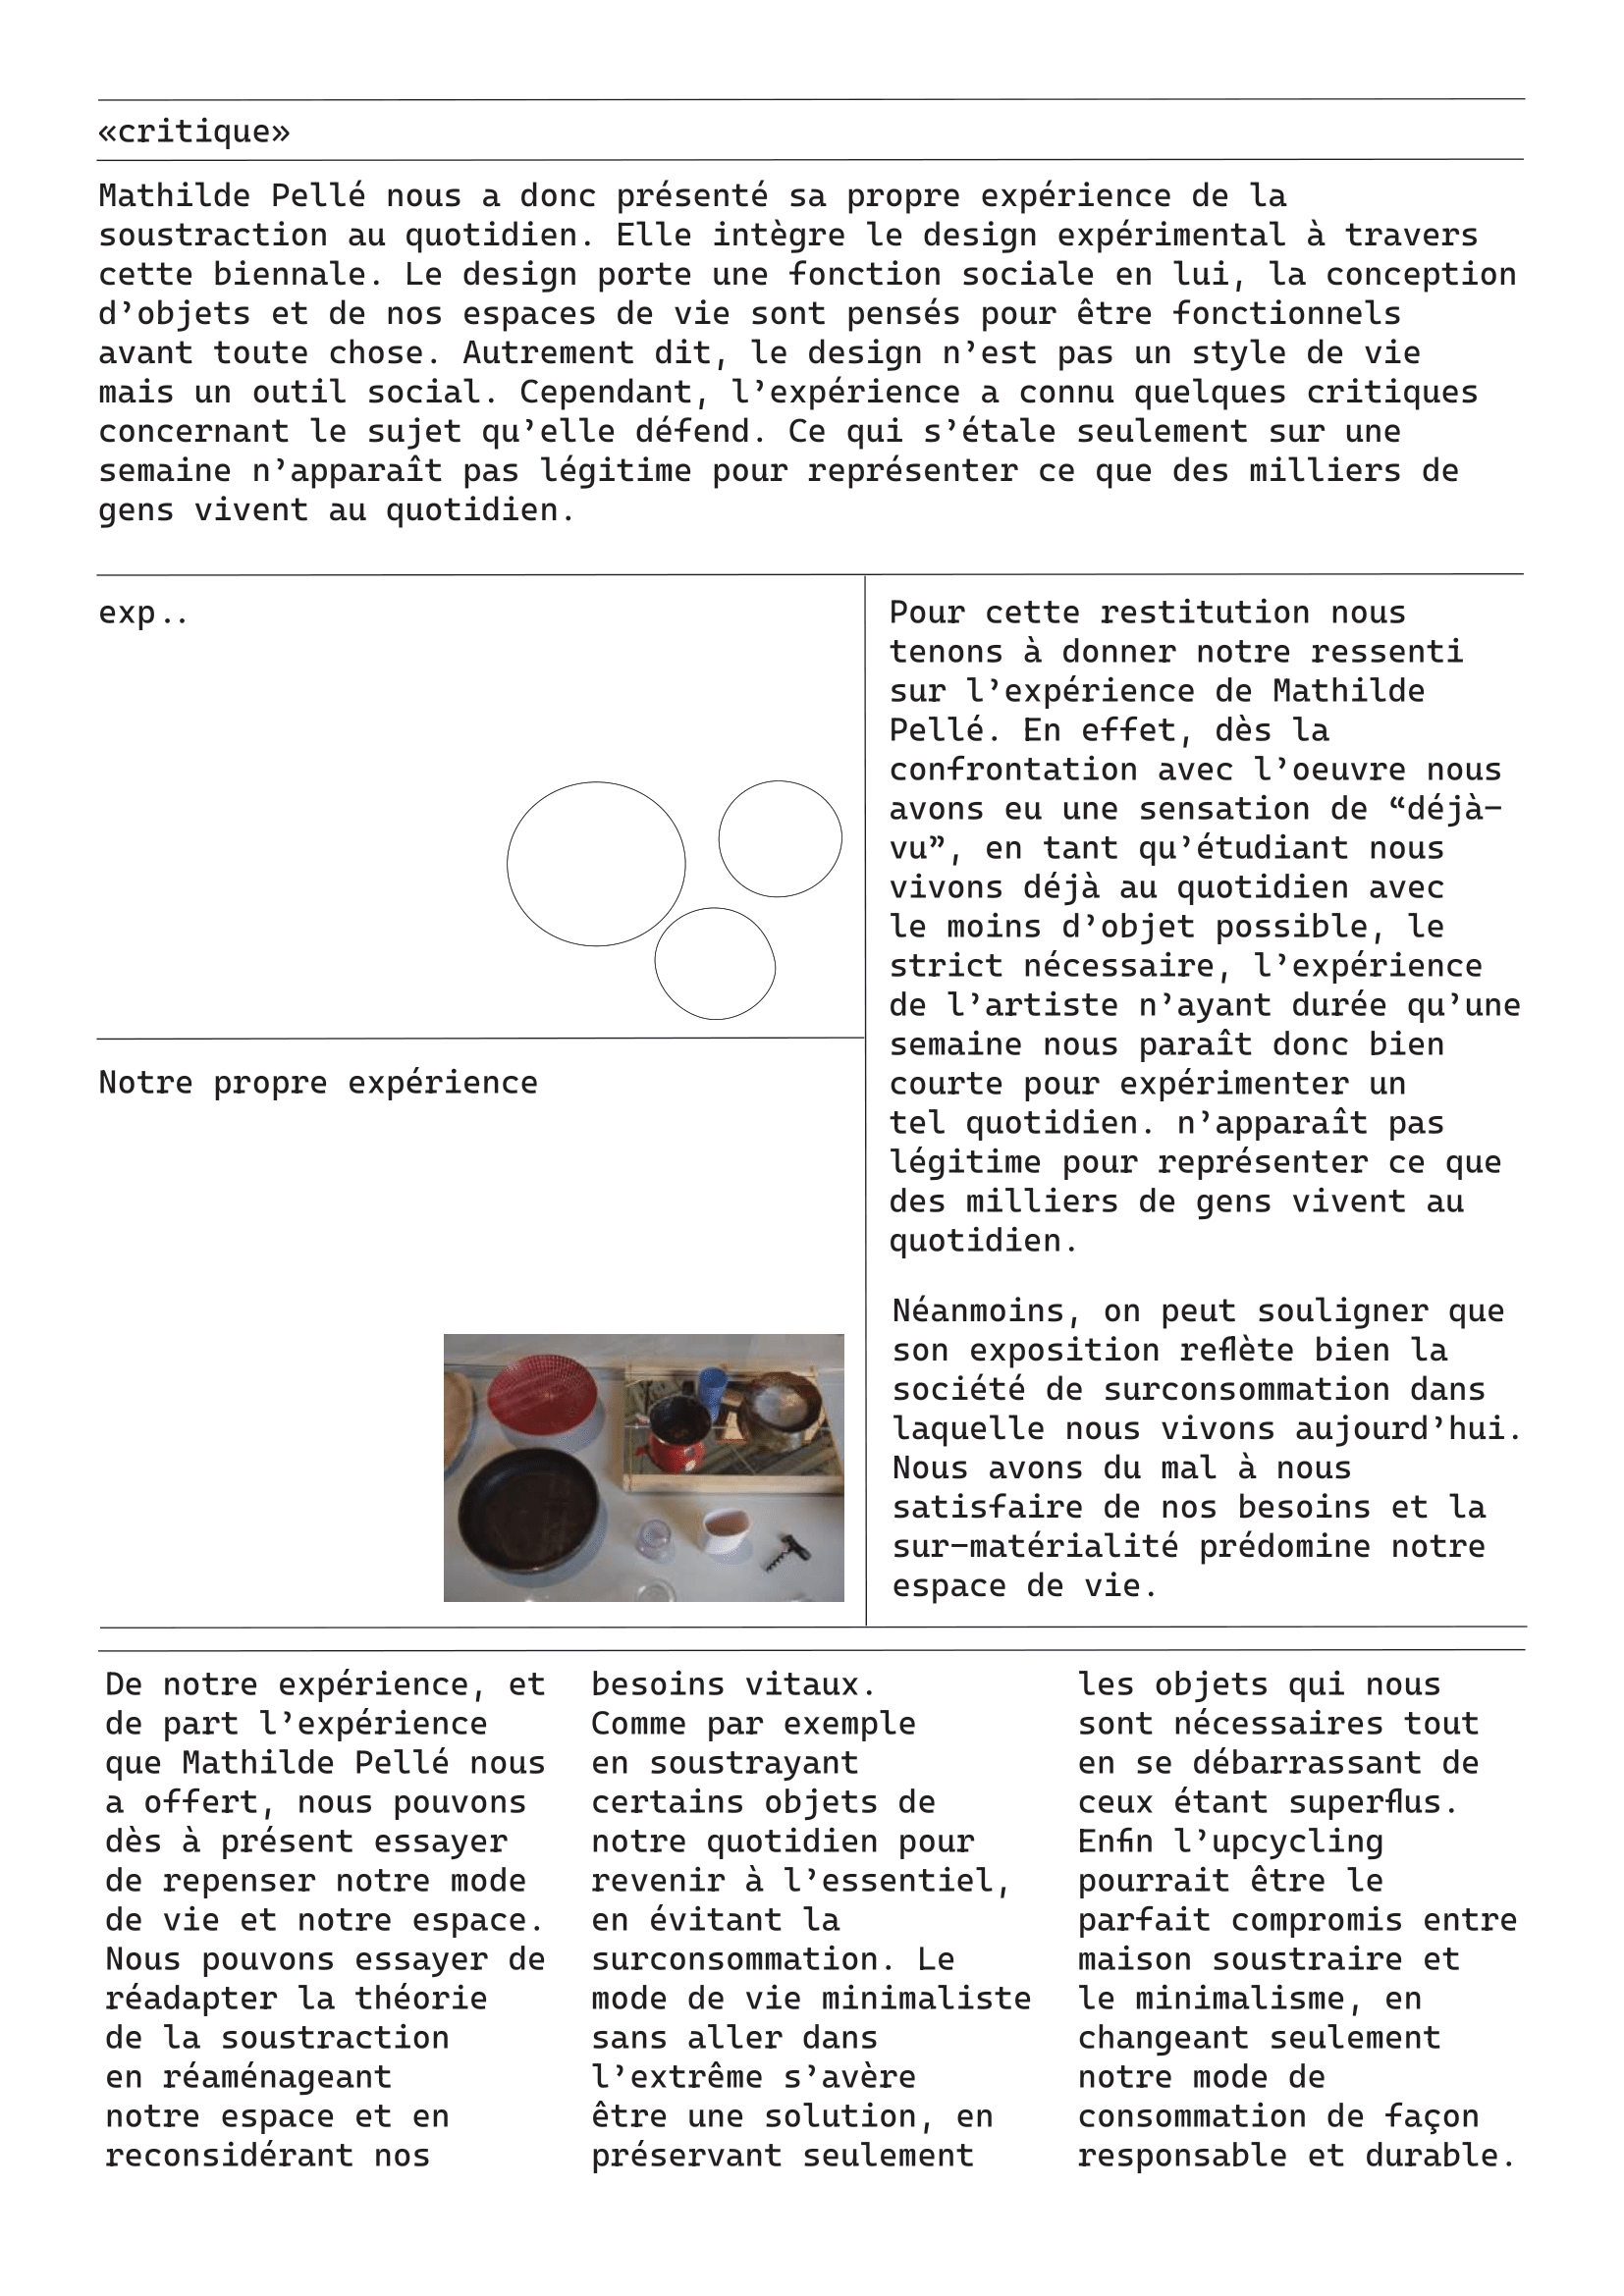 «critique»
Mathilde Pellé nous a donc présenté sa propre expérience de la
soustraction au quotidien. Elle intègre le design expérimental à travers
cette biennale. Le design porte une fonction sociale en lui, la conception
d’objets et de nos espaces de vie sont pensés pour être fonctionnels
avant toute chose. Autrement dit, le design n’est pas un style de vie
mais un outil social. Cependant, l’expérience a connu quelques critiques
concernant le sujet qu’elle défend. Ce qui s’étale seulement sur une
semaine n’apparaît pas légitime pour représenter ce que des milliers de
gens vivent au quotidien.
exp..
Notre propre expérience
Pour cette restitution nous
tenons à donner notre ressenti
sur l’expérience de Mathilde
Pellé. En effet, dès la
confrontation avec l’oeuvre nous
avons eu une sensation de “déjà-
vu”, en tant qu’étudiant nous
vivons déjà au quotidien avec
le moins d’objet possible, le
strict nécessaire, l’expérience
de l’artiste n’ayant durée qu’une
semaine nous paraît donc bien
courte pour expérimenter un
tel quotidien. n’apparaît pas
légitime pour représenter ce que
des milliers de gens vivent au
quotidien.
Néanmoins, on peut souligner que
son exposition reflète bien la
société de surconsommation dans
laquelle nous vivons aujourd’hui.
Nous avons du mal à nous
satisfaire de nos besoins et la
sur-matérialité prédomine notre
espace de vie.
De notre expérience, et
de part l’expérience
que Mathilde Pellé nous
a offert, nous pouvons
dès à présent essayer
de repenser notre mode
de vie et notre espace.
Nous pouvons essayer de
réadapter la théorie
de la soustraction
en réaménageant
notre espace et en
reconsidérant nos
besoins vitaux.
Comme par exemple
en soustrayant
certains objets de
notre quotidien pour
revenir à l’essentiel,
en évitant la
surconsommation. Le
mode de vie minimaliste
sans aller dans
l’extrême s’avère
être une solution, en
préservant seulement
les objets qui nous
sont nécessaires tout
en se débarrassant de
ceux étant superflus.
Enfin l’upcycling
pourrait être le
parfait compromis entre
maison soustraire et
le minimalisme, en
changeant seulement
notre mode de
consommation de façon
responsable et durable.